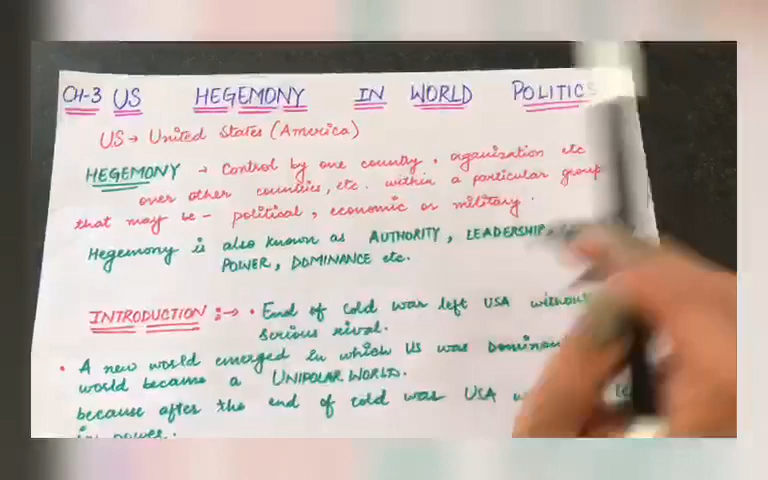 CH-3 US HEGEMONY IN WORLD POLITICS
US → United States (America)
HEGEMONY → Control by one country, organization etc
over other countries, etc. within a particular group
that may be - political, economic or military.
Hegemony is also known as AUTHORITY, LEADERSHIP,
POWER, DOMINANCE etc.
INTRODUCTION :→ • End of cold war left USA without
serious rival.
• A new world emerged in which US was
world became a UNIPOLAR WORLD.
because after the end of cold war USA
in power.